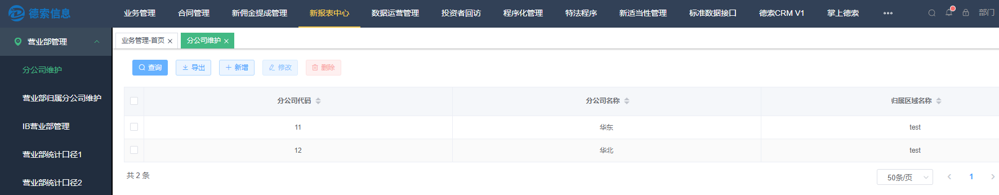 德索信息 业务管理 合同管理 新佣金提成管理 新报表中心 数据运营管理 投资者回访 程序化管理 特法程序 新适当性管理 标准数据接口 德索CRM V1 掌上德索 ••• 部门
营业部管理
分公司维护
营业部归属分公司维护
IB营业部管理
营业部统计口径1
营业部统计口径2
业务管理-首页 × 分公司维护 ×
查询 导出 新增 修改 删除
分公司代码 分公司名称 归属区域名称
11 华东 test
12 华北 test
共 2 条 50条/页 1